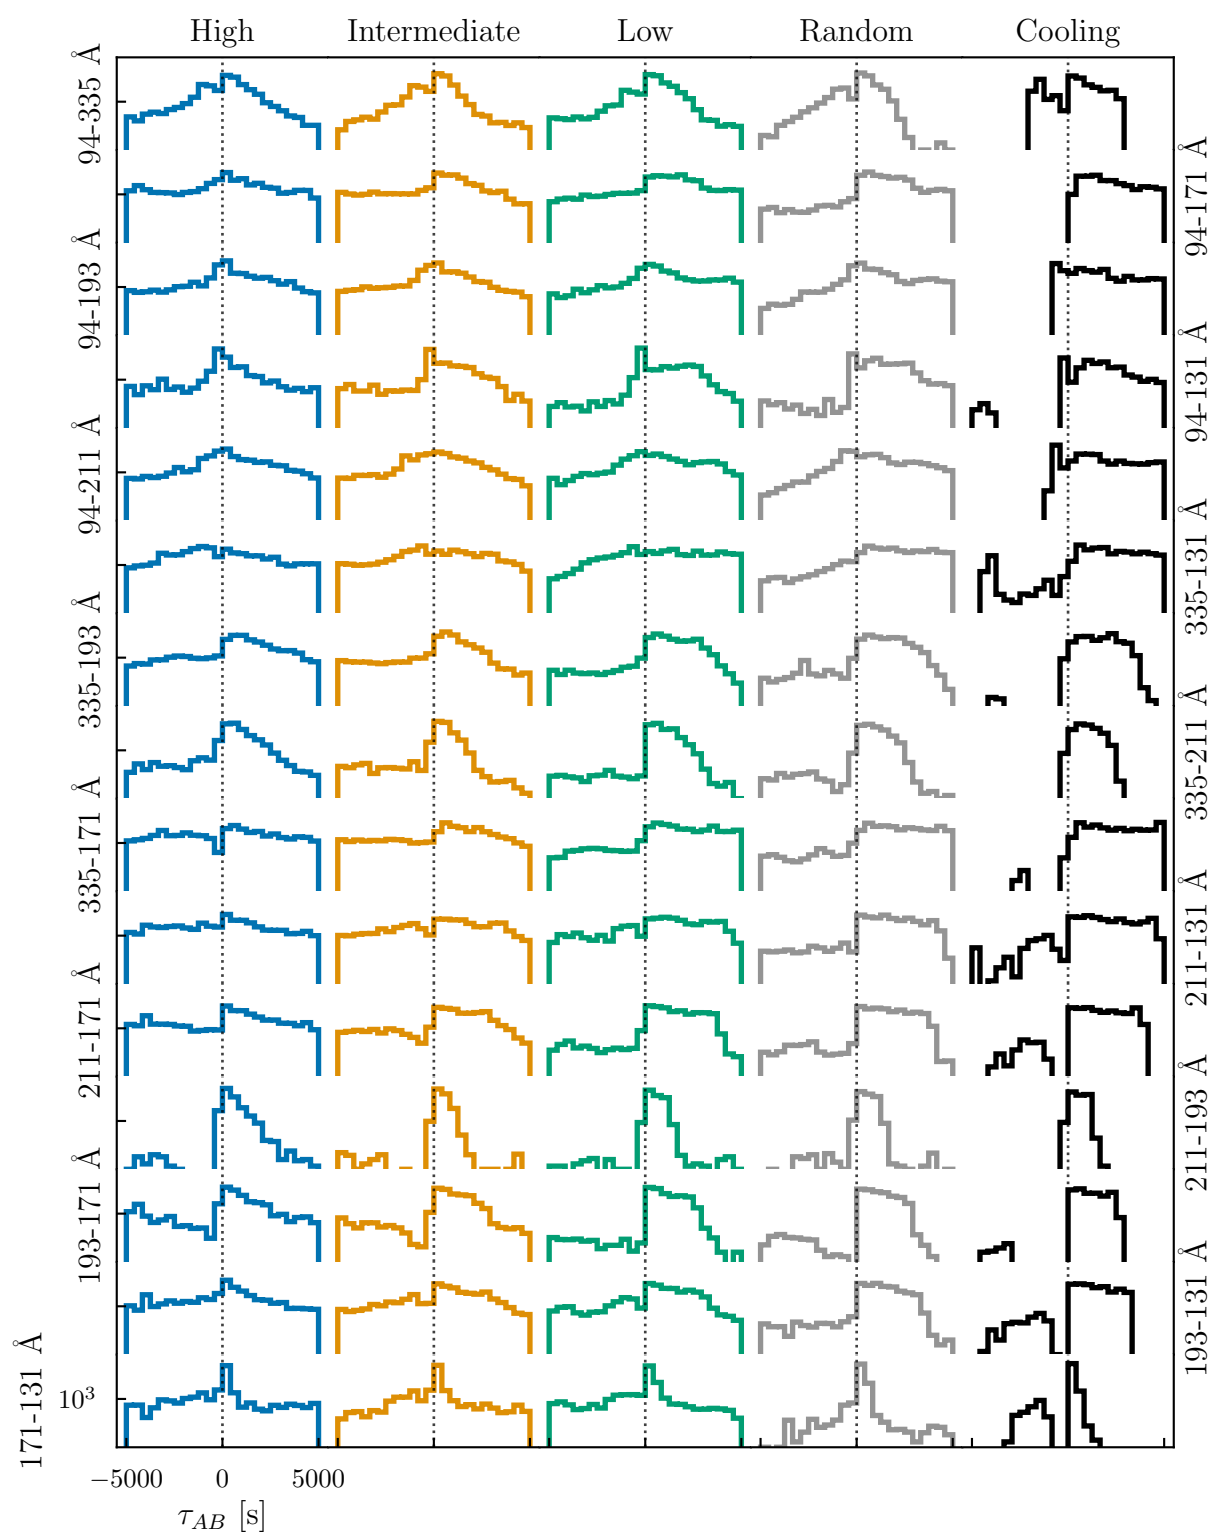 High Intermediate Low Random Cooling
94-335 Å
94-171 Å
94-193 Å
94-131 Å
94-211 Å
335-131 Å
335-193 Å
335-211 Å
335-171 Å
211-131 Å
211-171 Å
211-193 Å
193-171 Å
193-131 Å
171-131 Å
10³
−5000 0 5000
τ_AB [s]